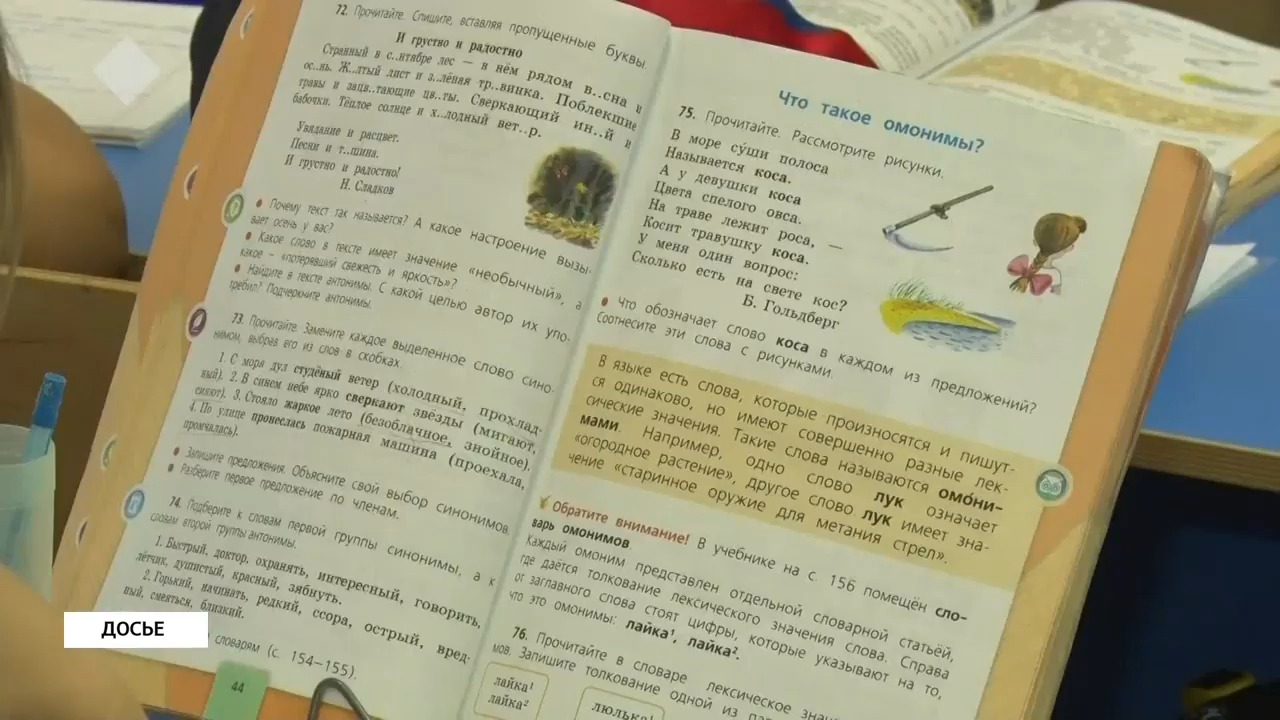 72. Прочитайте. Спишите, вставляя пропущенные буквы.
И грустно и радостно
Странный в с..нтябре лес — в нём рядом в..сна и
ос..нь. Ж..лтый лист и з..лёная тр..винка. Поблекшие
травы и зацв..тающие цв..ты. Сверкающий ин..й и
бабочки. Тёплое солнце и х..лодный вет..р.
Увядание и расцвет.
Песни и т..шина.
И грустно и радостно!
Н. Сладков
• Почему текст так называется? А какое настроение вызы-
вает осень у вас?
• Какое слово в тексте имеет значение «необычный», а
какое – «потерявший свежесть и яркость»?
• Найдите в тексте антонимы. С какой целью автор их упо-
требил? Подчеркните антонимы.
73. Прочитайте. Замените каждое выделенное слово сино-
нимом, выбрав его из слов в скобках.
1. С моря дул студёный ветер (холодный, прохлад-
ный). 2. В синем небе ярко сверкают звёзды (мигают,
сияют). 3. Стояло жаркое лето (безоблачное, знойное).
4. По улице пронеслась пожарная машина (проехала,
промчалась).
• Запишите предложения. Объясните свой выбор синонимов.
• Разберите первое предложение по членам.
74. Подберите к словам первой группы синонимы, а к
словам второй группы антонимы.
1. Быстрый, доктор, охранять, интересный, говорить,
лётчик, душистый, красный, зябнуть.
2. Горький, начинать, редкий, ссора, острый, вред-
ный, смеяться, близкий.
словарям (с. 154–155).
44
Что такое омонимы?
75. Прочитайте. Рассмотрите рисунки.
В море су́ши полоса
Называется коса.
А у девушки коса
Цвета спелого овса.
На траве лежит роса, —
Косит травушку коса.
У меня один вопрос:
Сколько есть на свете кос?
Б. Гольдберг
• Что обозначает слово коса в каждом из предложений?
Соотнесите эти слова с рисунками.
В языке есть слова, которые произносятся и пишут-
ся одинаково, но имеют совершенно разные лек-
сические значения. Такие слова называются омо́ни-
мами. Например, одно слово лук означает
«огородное растение», другое слово лук имеет зна-
чение «старинное оружие для метания стрел».
Обратите внимание! В учебнике на с. 156 помещён сло-
варь омонимов.
Каждый омоним представлен отдельной словарной статьёй,
где даётся толкование лексического значения слова. Справа
от заглавного слова стоят цифры, которые указывают на то,
что это омонимы: лайка¹, лайка².
76. Прочитайте в словаре лексические
мов. Запишите толкование одной из
лайка¹
лайка²
люлька¹
ДОСЬЕ